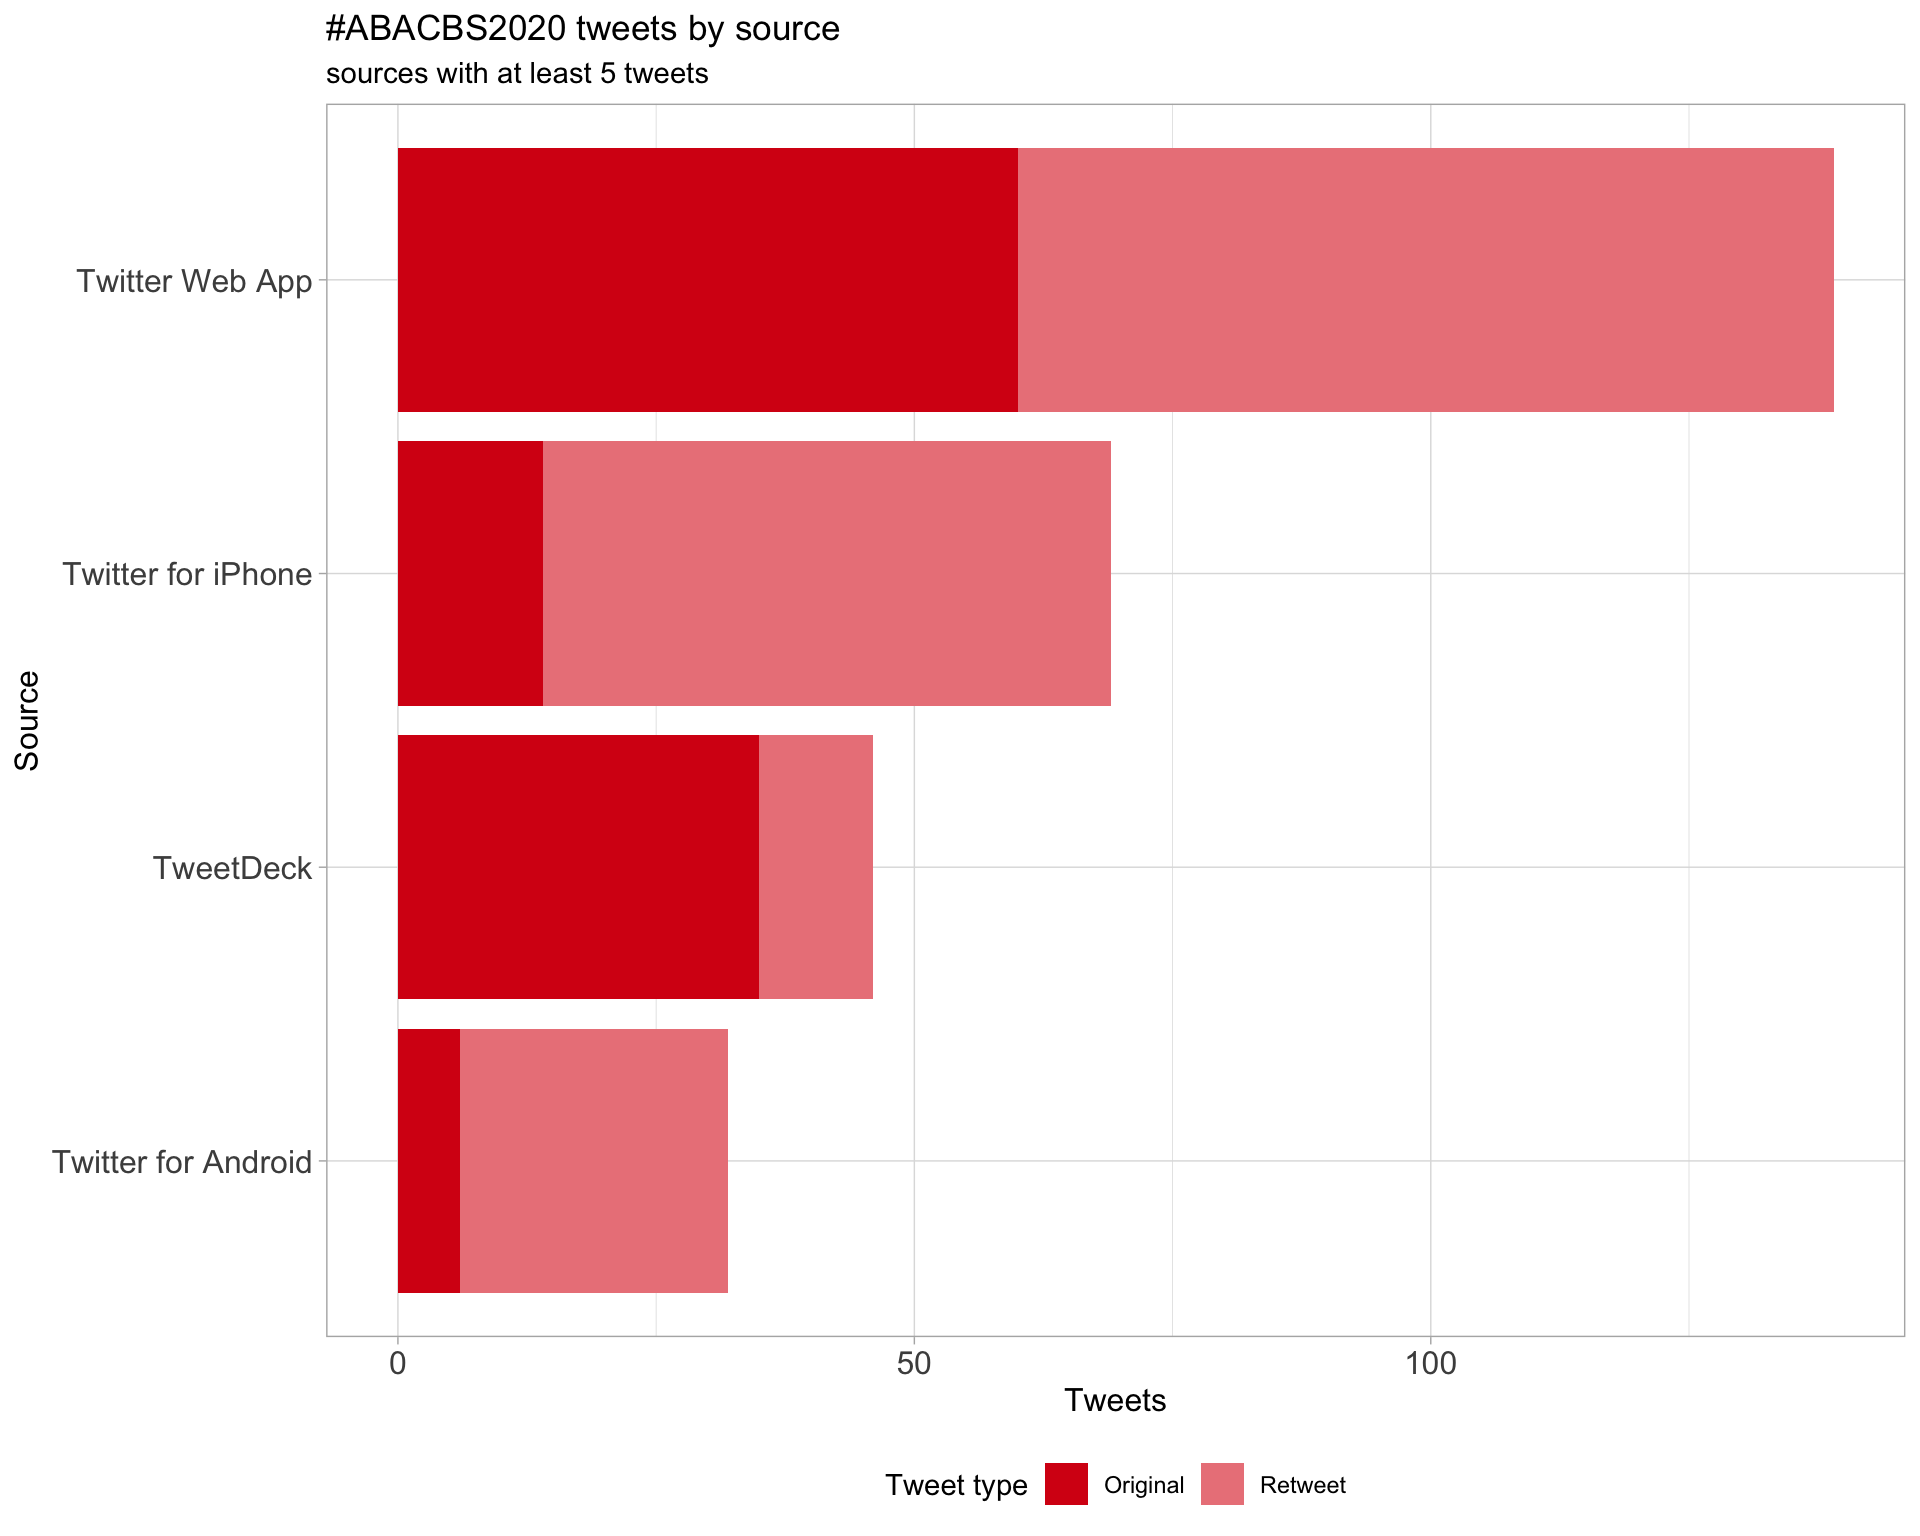 #ABACBS2020 tweets by source
sources with at least 5 tweets
Source
Twitter Web App
Twitter for iPhone
TweetDeck
Twitter for Android
0 50 100
Tweets
Tweet type Original Retweet